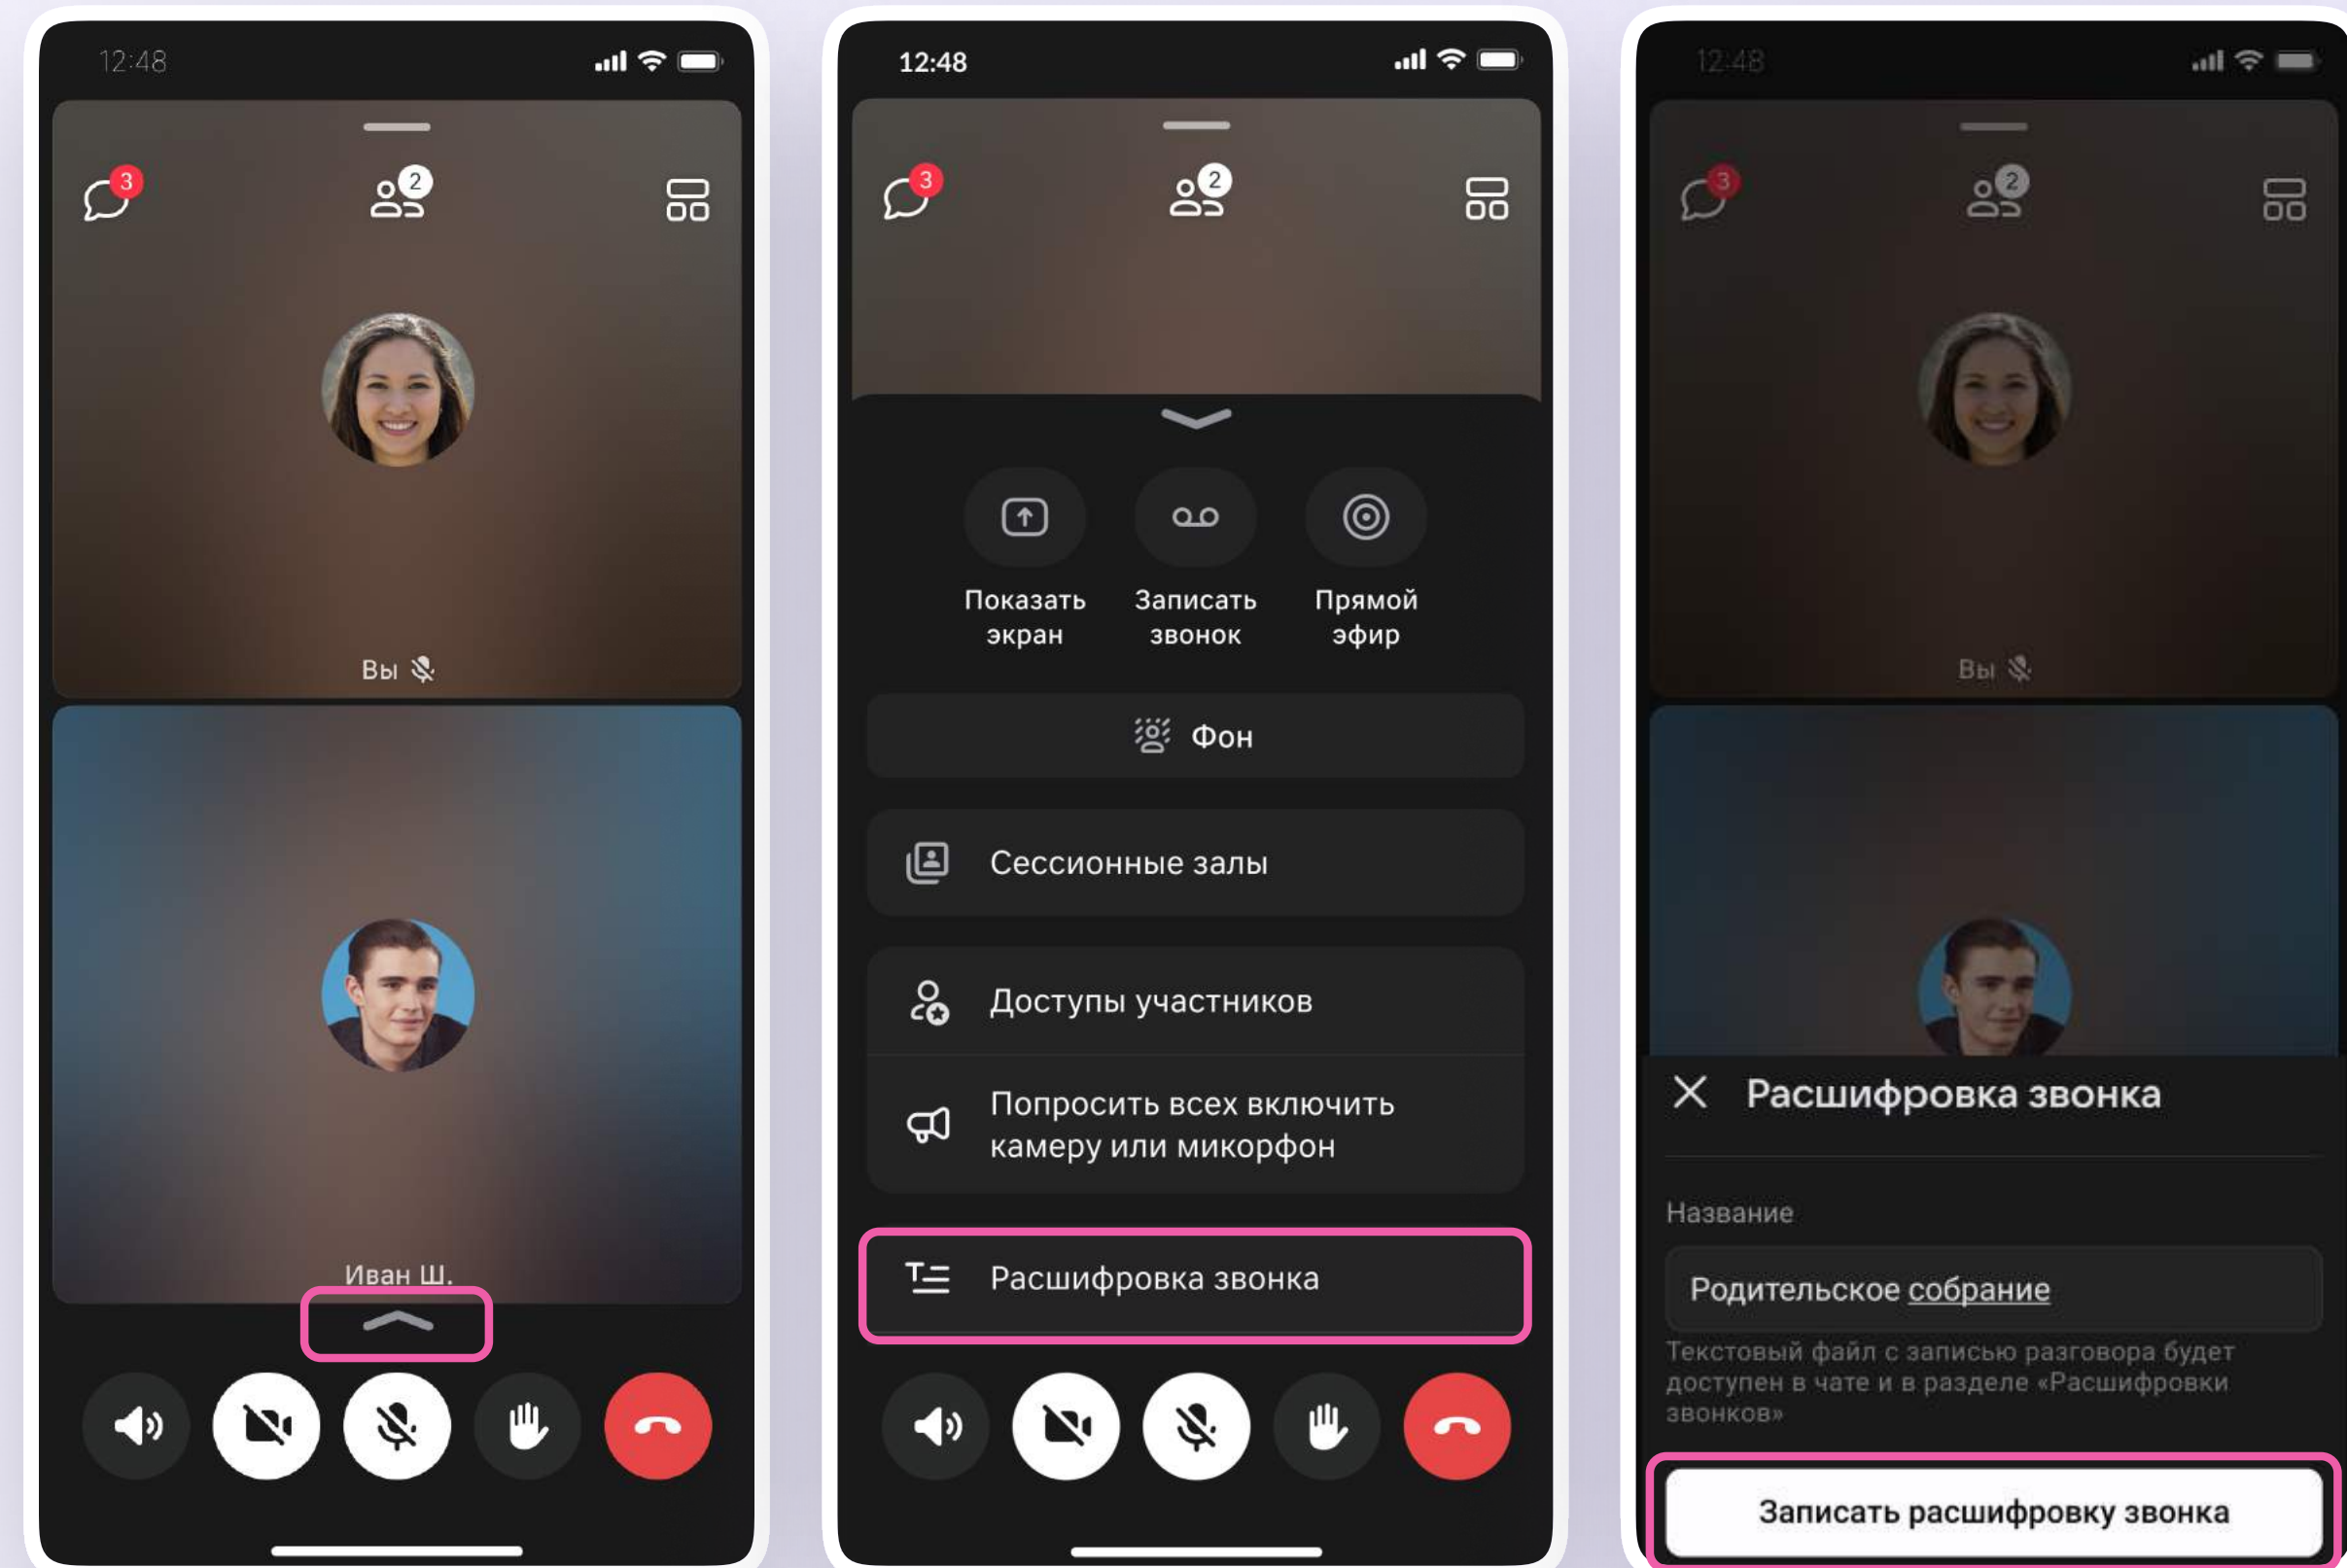 12:48
3
2
Вы
Иван Ш.
12:48
3
2
Показать
экран
Записать
звонок
Прямой
эфир
Фон
Сессионные залы
Доступы участников
Попросить всех включить
камеру или микорфон
Расшифровка звонка
12:48
3
2
Вы
Расшифровка звонка
Название
Родительское собрание
Текстовый файл с записью разговора будет
доступен в чате и в разделе «Расшифровки
звонков»
Записать расшифровку звонка